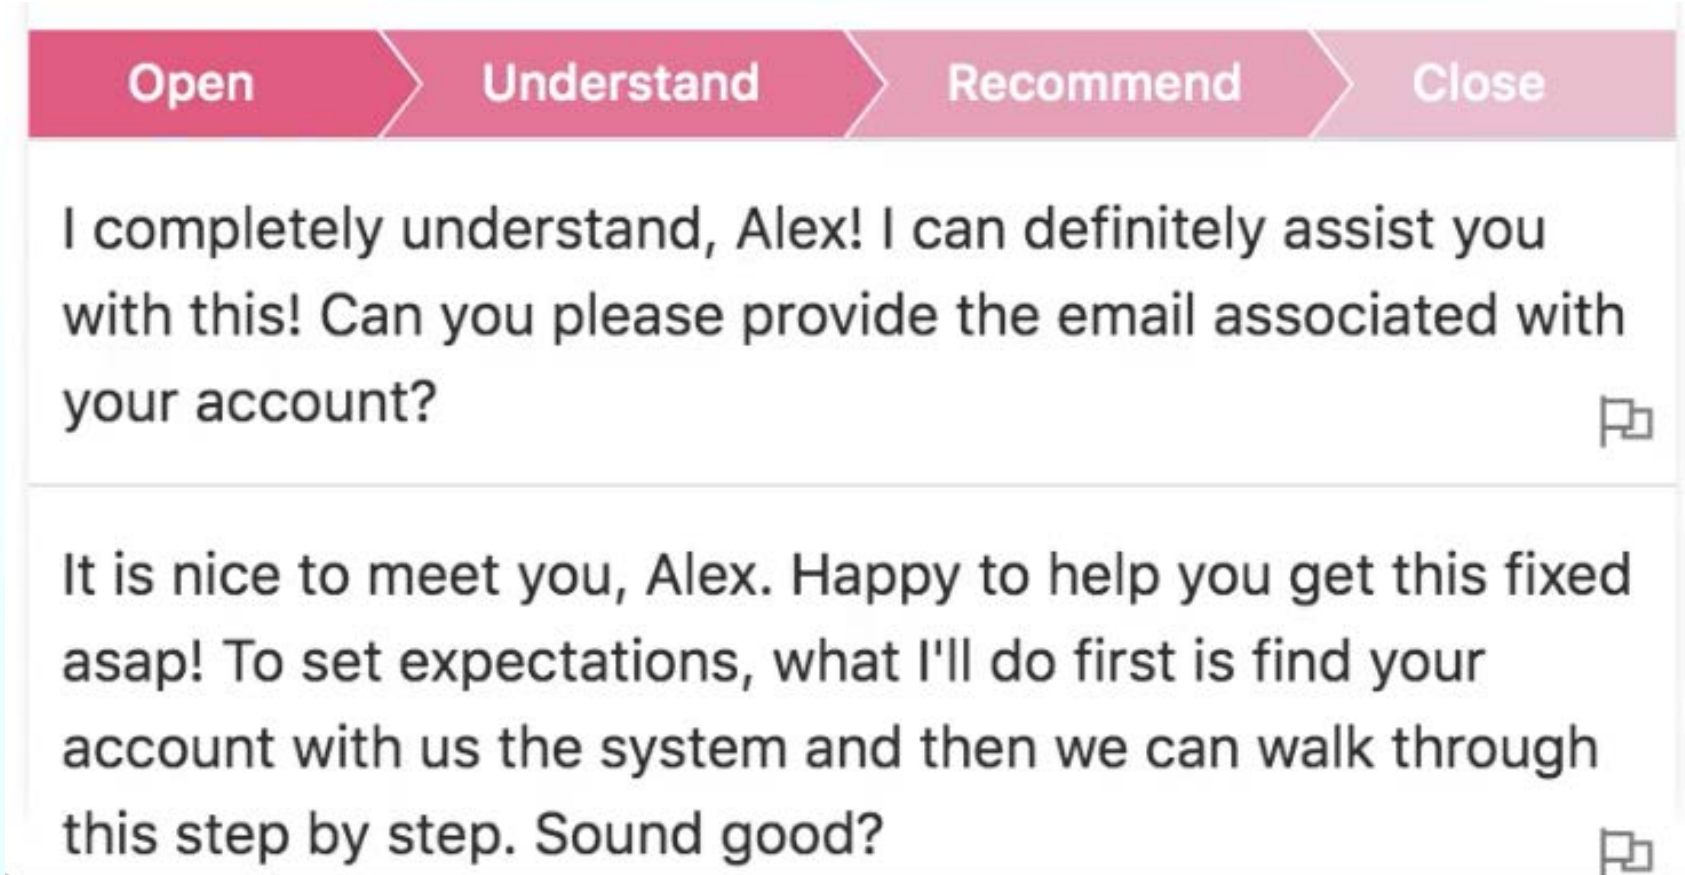 Open Understand Recommend Close
I completely understand, Alex! I can definitely assist you
with this! Can you please provide the email associated with
your account?
It is nice to meet you, Alex. Happy to help you get this fixed
asap! To set expectations, what I'll do first is find your
account with us the system and then we can walk through
this step by step. Sound good?